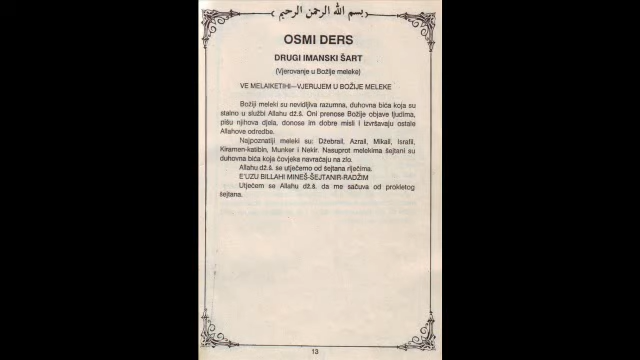 بسم الله الرحمن الرحيم
OSMI DERS
DRUGI IMANSKI ŠART
(Vjerovanje u Božije meleke)
VE MELAIKETIHI—VJERUJEM U BOŽIJE MELEKE
Božiji meleki su nevidljiva razumna, duhovna bića koja su
stalno u službi Allahu dž.š. Oni prenose Božije objave ljudima,
pišu njihova djela, donose im dobre misli i izvršavaju ostale
Allahove odredbe.
Najpoznatiji meleki su: Džebrail, Azrail, Mikail, Israfil,
Kiramen-katibin, Munker i Nekir. Nasuprot melekima šejtani su
duhovna bića koja čovjeka navraćaju na zlo.
Allahu dž.š. se utječemo od šejtana riječima.
E'UZU BILLAHI MINEŠ-ŠEJTANIR-RADŽIM
Utječem se Allahu dž.š. da me sačuva od prokletog
šejtana.
13